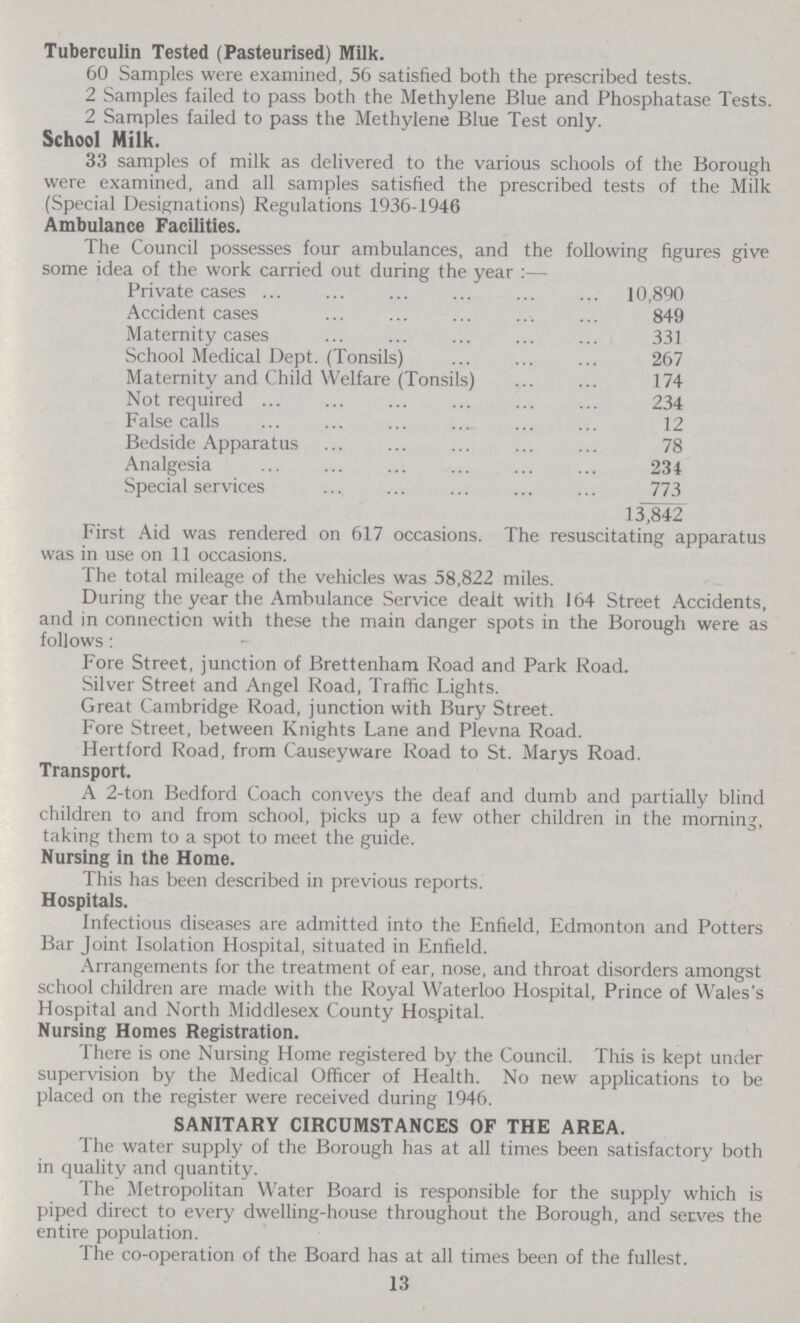 Tuberculin Tested (Pasteurised) Milk.
60 Samples were examined, 56 satisfied both the prescribed tests.
2 Samples failed to pass both the Methylene Blue and Phosphatase Tests.
2 Samples failed to pass the Methylene Blue Test only.
School Milk.
33 samples of milk as delivered to the various schools of the Borough
were examined, and all samples satisfied the prescribed tests of the Milk
(Special Designations) Regulations 1936-1946
Ambulance Facilities.
The Council possesses four ambulances, and the following figures give
some idea of the work carried out during the year :—
Private cases ... ... ... ... ... ... 10,890
Accident cases ... ... ... ... ... 849
Maternity cases ... ... ... ... ... 331
School Medical Dept. (Tonsils) ... ... ... 267
Maternity and Child Welfare (Tonsils) ... ... 174
Not required ... ... ... ... ... ... 234
False calls ... ... ... ... ... ... 12
Bedside Apparatus ... ... ... ... ... 78
Analgesia ... ... ... ... ... ... 234
Special services ... ... ... ... ... 773
13,842
First Aid was rendered on 617 occasions. The resuscitating apparatus
was in use on 11 occasions.
The total mileage of the vehicles was 58,822 miles.
During the year the Ambulance Service dealt with 164 Street Accidents,
and in connection with these the main danger spots in the Borough were as
follows :
Fore Street, junction of Brettenham Road and Park Road.
Silver Street and Angel Road, Traffic Lights.
Great Cambridge Road, junction with Bury Street.
Fore Street, between Knights Lane and Plevna Road.
Hertford Road, from Causeyware Road to St. Marys Road.
Transport.
A 2-ton Bedford Coach conveys the deaf and dumb and partially blind
children to and from school, picks up a few other children in the morning,
taking them to a spot to meet the guide.
Nursing in the Home.
This has been described in previous reports.
Hospitals.
Infectious diseases are admitted into the Enfield, Edmonton and Potters
Bar Joint Isolation Hospital, situated in Enfield.
Arrangements for the treatment of ear, nose, and throat disorders amongst
school children are made with the Royal Waterloo Hospital, Prince of Wales's
Hospital and North Middlesex County Hospital.
Nursing Homes Registration.
There is one Nursing Home registered by the Council. This is kept under
supervision by the Medical Officer of Health. No new applications to be
placed on the register were received during 1946.
SANITARY CIRCUMSTANCES OF THE AREA.
The water supply of the Borough has at all times been satisfactory both
in quality and quantity.
The Metropolitan Water Board is responsible for the supply which is
piped direct to every dwelling-house throughout the Borough, and serves the
entire population.
The co-operation of the Board has at all times been of the fullest.
13